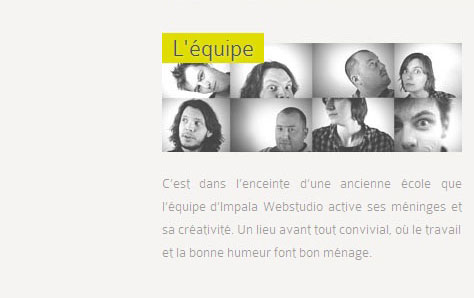 L'équipe
C'est dans l'enceinte d'une ancienne école que
l'équipe d'Impala Webstudio active ses méninges et
sa créativité. Un lieu avant tout convivial, où le travail
et la bonne humeur font bon ménage.